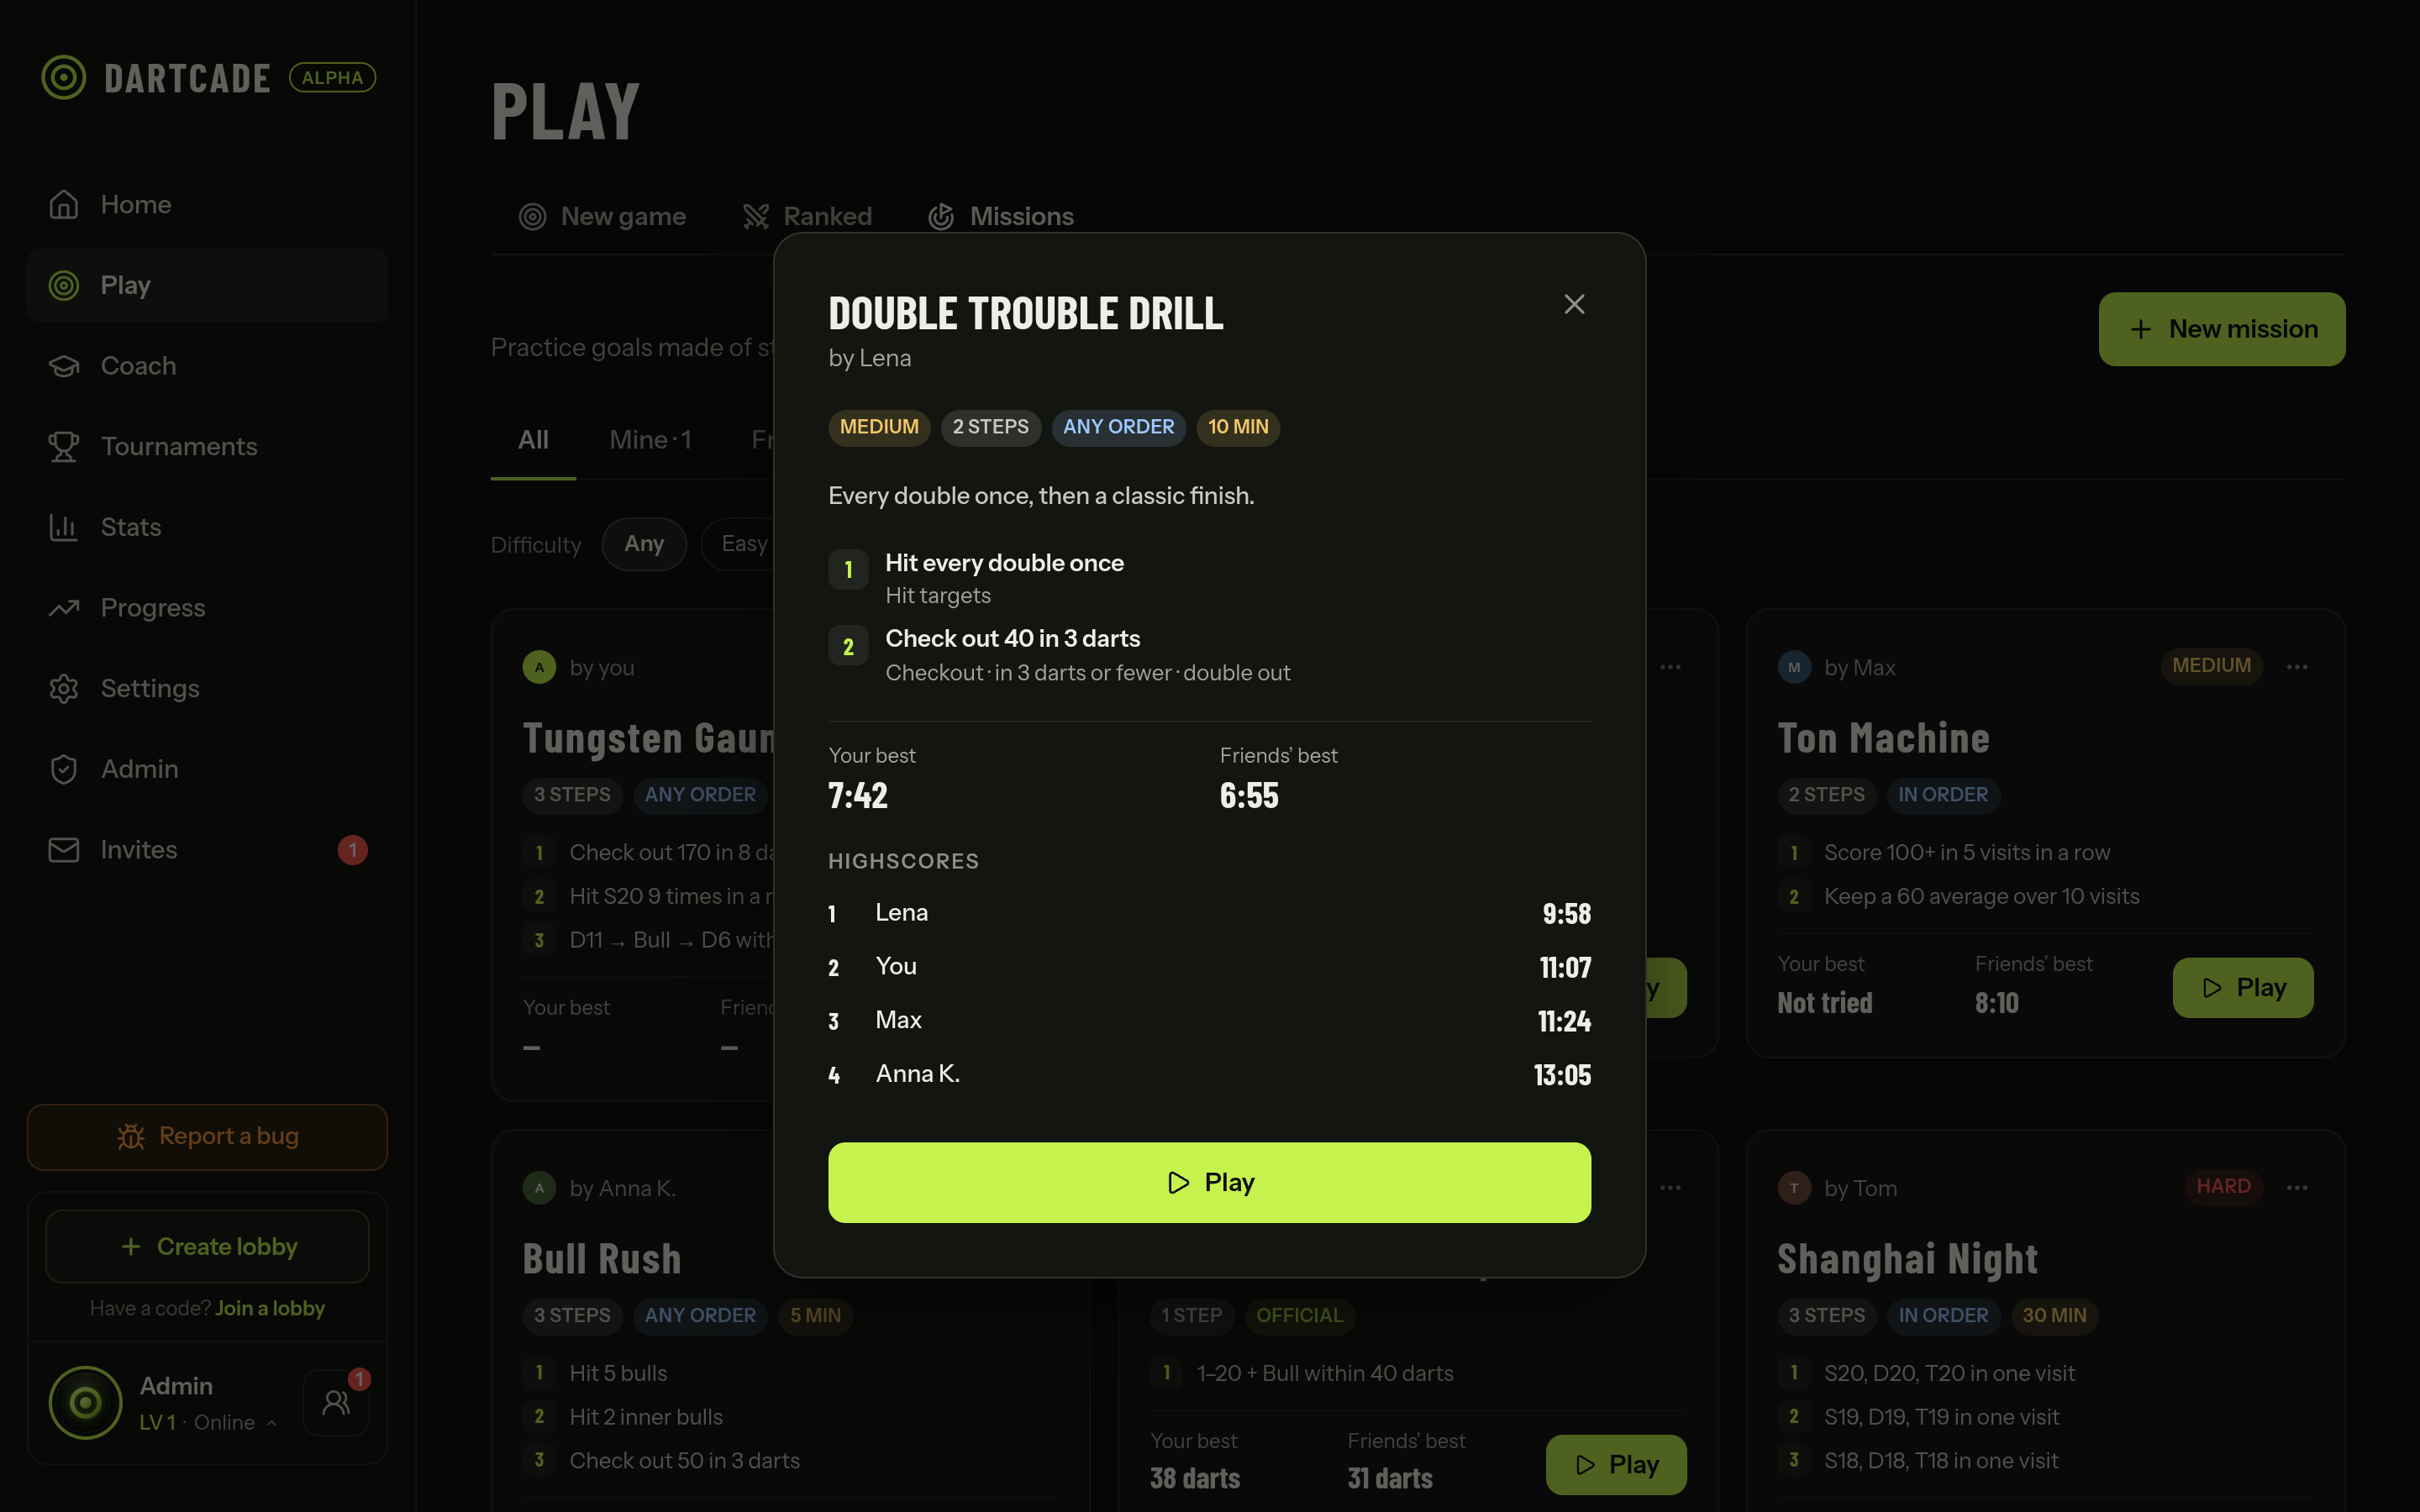 DARTCADE ALPHA
Home
Play
Coach
Tournaments
Stats
Progress
Settings
Admin
Invites 1
Report a bug
+ Create lobby
Have a code? Join a lobby
Admin
LV 1 · Online
1
PLAY
New game Ranked Missions
Practice goals made of
+ New mission
All Mine · 1
Difficulty Any Easy
A by you
Tungsten
3 STEPS ANY ORDER
1 Check out 170 in 8
2 Hit S20 9 times in a
3 D11 → Bull → D6
Your best
–
–
M by Max MEDIUM ...
Ton Machine
2 STEPS IN ORDER
1 Score 100+ in 5 visits in a row
2 Keep a 60 average over 10 visits
Your best Friends’ best
Not tried 8:10
Play
A by Anna K.
Bull Rush
3 STEPS ANY ORDER 5 MIN
1 Hit 5 bulls
2 Hit 2 inner bulls
3 Check out 50 in 3 darts
1 STEP OFFICIAL
1 1–20 + Bull within 40 darts
Your best Friends’ best
38 darts 31 darts
Play
T by Tom HARD ...
Shanghai Night
3 STEPS IN ORDER 30 MIN
1 S20, D20, T20 in one visit
2 S19, D19, T19 in one visit
3 S18, D18, T18 in one visit
DOUBLE TROUBLE DRILL
by Lena
MEDIUM 2 STEPS ANY ORDER 10 MIN
Every double once, then a classic finish.
1 Hit every double once
Hit targets
2 Check out 40 in 3 darts
Checkout · in 3 darts or fewer · double out
Your best Friends’ best
7:42 6:55
HIGHSCORES
1 Lena 9:58
2 You 11:07
3 Max 11:24
4 Anna K. 13:05
Play